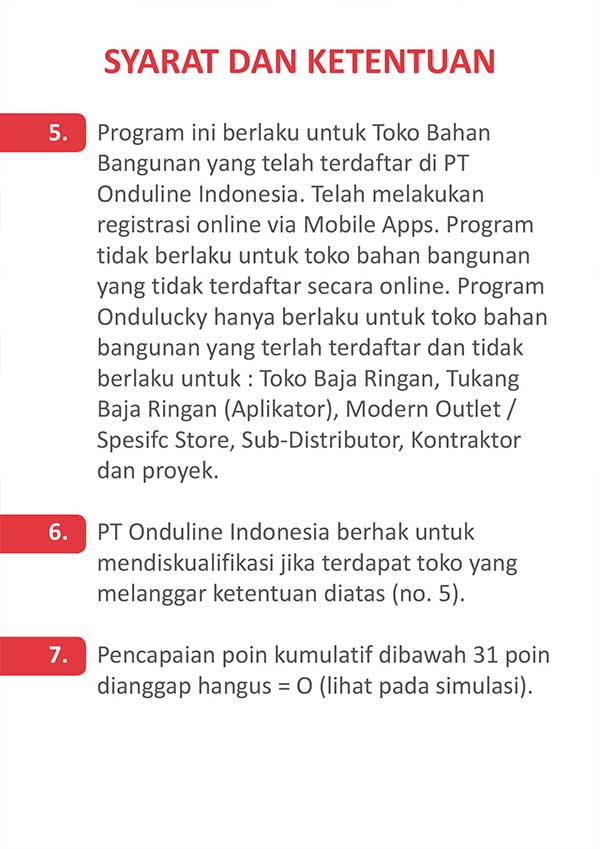 SYARAT DAN KETENTUAN
5. Program ini berlaku untuk Toko Bahan
Bangunan yang telah terdaftar di PT
Onduline Indonesia. Telah melakukan
registrasi online via Mobile Apps. Program
tidak berlaku untuk toko bahan bangunan
yang tidak terdaftar secara online. Program
Ondulucky hanya berlaku untuk toko bahan
bangunan yang terlah terdaftar dan tidak
berlaku untuk : Toko Baja Ringan, Tukang
Baja Ringan (Aplikator), Modern Outlet /
Spesifc Store, Sub-Distributor, Kontraktor
dan proyek.
6. PT Onduline Indonesia berhak untuk
mendiskualifikasi jika terdapat toko yang
melanggar ketentuan diatas (no. 5).
7. Pencapaian poin kumulatif dibawah 31 poin
dianggap hangus = O (lihat pada simulasi).